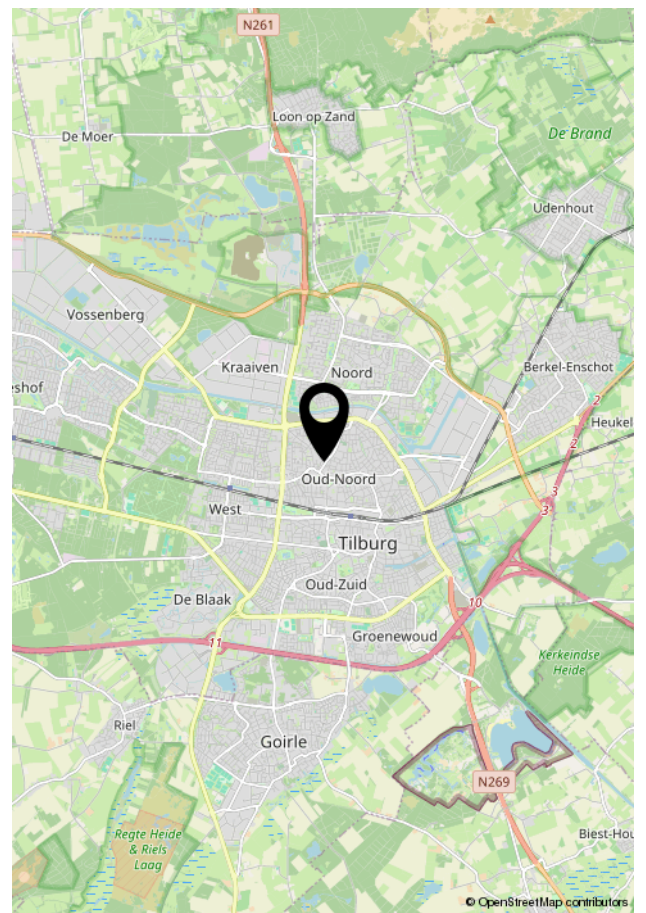 N261
Loon op Zand
De Moer
De Brand
Udenhout
Vossenberg
Kraaiven
Noord
Berkel-Enschot
eshof
2
Heukel
2
Oud-Noord
3
West
3
Tilburg
Oud-Zuid
De Blaak
10
Groenewoud
11
Kerkeindse
Heide
Riel
Goirle
N269
Regte Heide
& Riels
Laag
Biest-Hou
© OpenStreetMap contributors